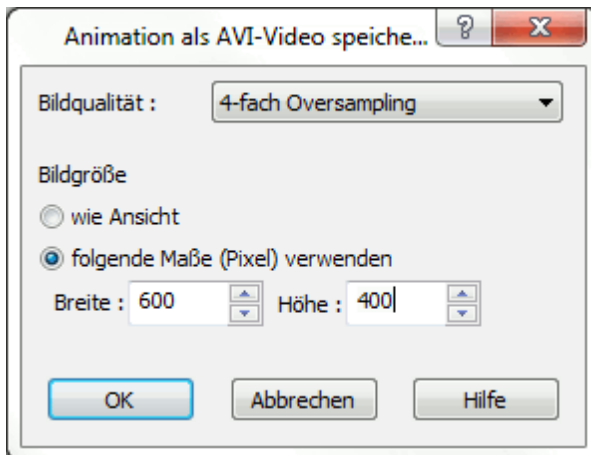 Animation als AVI-Video speiche...
Bildqualität : 4-fach Oversampling
Bildgröße
wie Ansicht
folgende Maße (Pixel) verwenden
Breite : 600 Höhe : 400
OK Abbrechen Hilfe